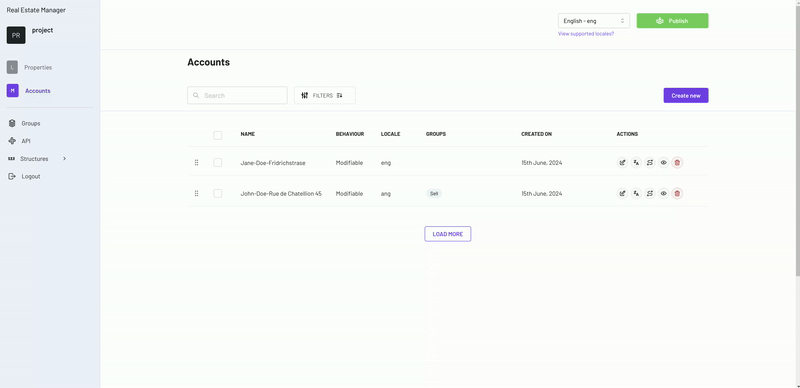 Real Estate Manager
PR
project
L
Properties
M
Accounts
Groups
API
Structures
Logout
English - eng
Publish
View supported locales?
Accounts
Search
FILTERS
Create new
NAME BEHAVIOUR LOCALE GROUPS CREATED ON ACTIONS
Jane-Doe-Fridrichstrasse Modifiable eng 15th June, 2024
John-Doe-Rue de Chatellion 45 Modifiable ang Sell 15th June, 2024
LOAD MORE